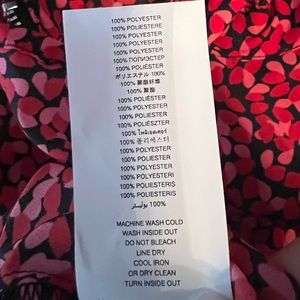 100% POLYESTER
100% POLIESTERE
100% POLYESTER
100% POLYESTER
100% ПОЛИЭСТЕР
100% POLIÉSTER
ポリエステル 100%
100% 聚酯纤维
100% 聚酯
100% POLIÉSTER
100% POLYESTER
100% POLIESZTER
100% โพลีเอสเตอร์
100% 폴리에스터
100% POLYESTER
100% POLIESTER
100% POLYESTERI
100% POLIESTERIS
100% POLIESTERIS
100% بوليستر
MACHINE WASH COLD
WASH INSIDE OUT
DO NOT BLEACH
LINE DRY
COOL IRON
OR DRY CLEAN
TURN INSIDE OUT